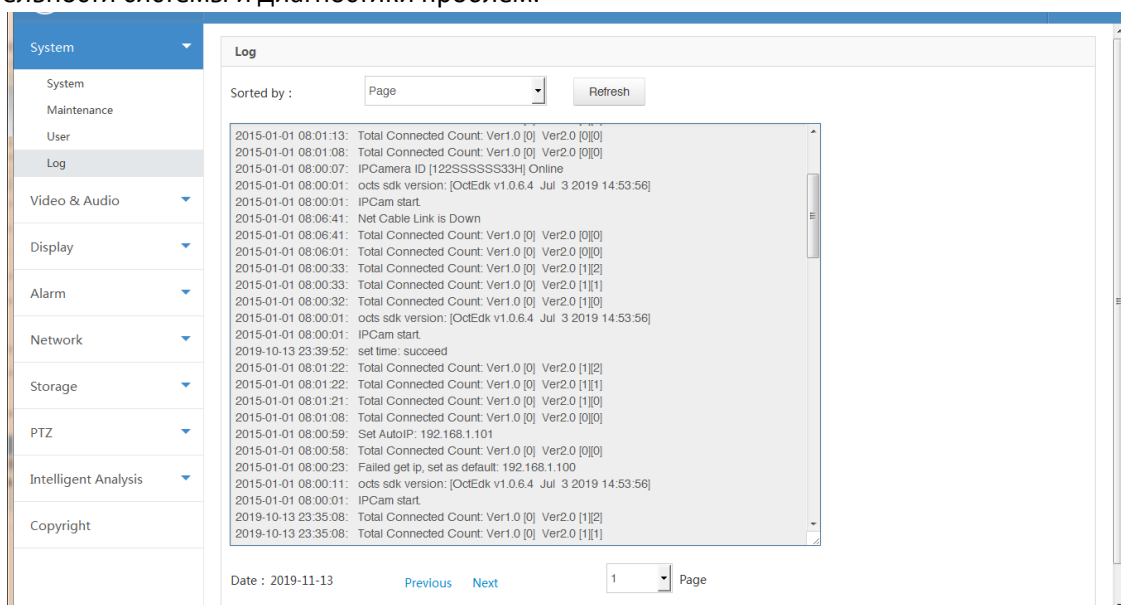 ельности системы и диагностики проблем.
System
Log
System
Sorted by :
Page
Refresh
Maintenance
User
Log
Video & Audio
Display
Alarm
Network
Storage
PTZ
Intelligent Analysis
Copyright
2015-01-01 08:01:13: Total Connected Count: Ver1.0 [0] Ver2.0 [0][0]
2015-01-01 08:01:08: Total Connected Count: Ver1.0 [0] Ver2.0 [0][0]
2015-01-01 08:00:07: IPCamera ID [122SSSSSS33H] Online
2015-01-01 08:00:01: octs sdk version: [OctEdk v1.0.6.4 Jul 3 2019 14:53:56]
2015-01-01 08:00:01: IPCam start.
2015-01-01 08:06:41: Net Cable Link is Down
2015-01-01 08:06:41: Total Connected Count: Ver1.0 [0] Ver2.0 [0][0]
2015-01-01 08:06:01: Total Connected Count: Ver1.0 [0] Ver2.0 [0][0]
2015-01-01 08:00:33: Total Connected Count: Ver1.0 [0] Ver2.0 [1][2]
2015-01-01 08:00:33: Total Connected Count: Ver1.0 [0] Ver2.0 [1][1]
2015-01-01 08:00:32: Total Connected Count: Ver1.0 [0] Ver2.0 [1][0]
2015-01-01 08:00:01: octs sdk version: [OctEdk v1.0.6.4 Jul 3 2019 14:53:56]
2015-01-01 08:00:01: IPCam start.
2019-10-13 23:39:52: set time: succeed
2015-01-01 08:01:22: Total Connected Count: Ver1.0 [0] Ver2.0 [1][2]
2015-01-01 08:01:22: Total Connected Count: Ver1.0 [0] Ver2.0 [1][1]
2015-01-01 08:01:21: Total Connected Count: Ver1.0 [0] Ver2.0 [1][0]
2015-01-01 08:01:08: Total Connected Count: Ver1.0 [0] Ver2.0 [0][0]
2015-01-01 08:00:59: Set AutoIP: 192.168.1.101
2015-01-01 08:00:58: Total Connected Count: Ver1.0 [0] Ver2.0 [0][0]
2015-01-01 08:00:23: Failed get ip, set as default: 192.168.1.100
2015-01-01 08:00:11: octs sdk version: [OctEdk v1.0.6.4 Jul 3 2019 14:53:56]
2015-01-01 08:00:01: IPCam start.
2019-10-13 23:35:08: Total Connected Count: Ver1.0 [0] Ver2.0 [1][2]
2019-10-13 23:35:08: Total Connected Count: Ver1.0 [0] Ver2.0 [1][1]
Date : 2019-11-13
Previous
Next
1
Page